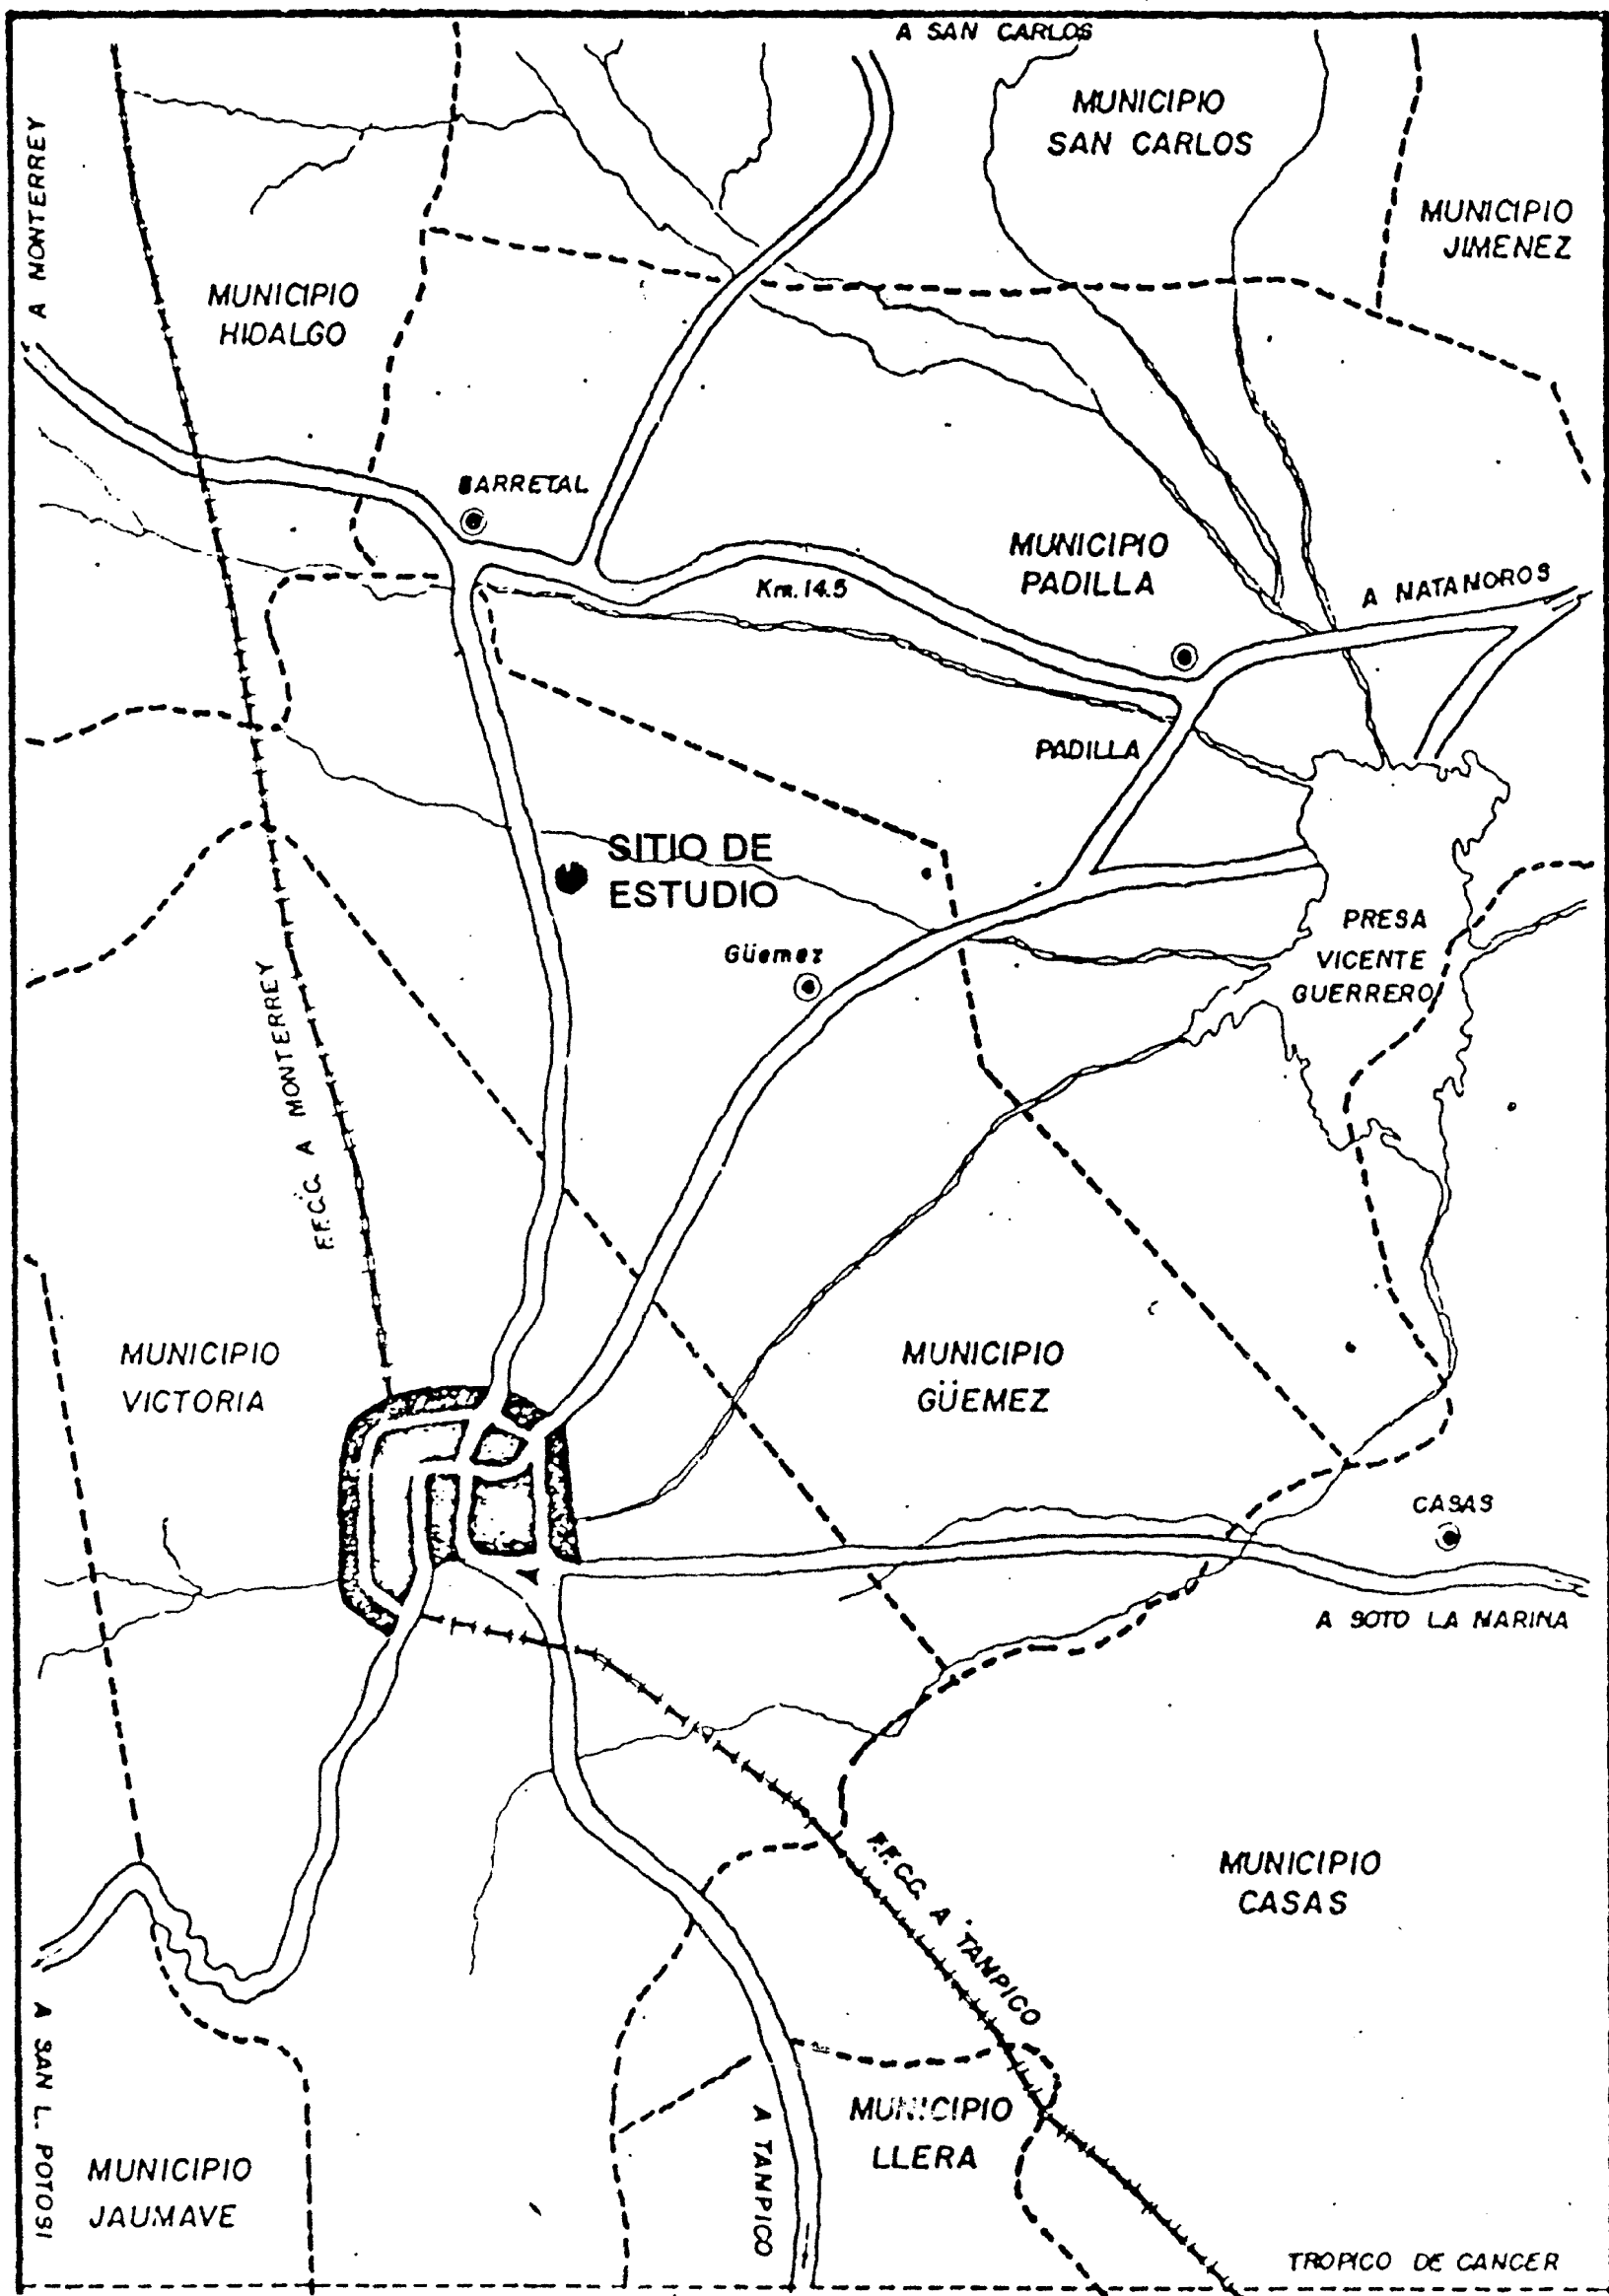 A SAN CARLOS
MUNICIPIO
SAN CARLOS
A MONTERREY
MUNICIPIO
JIMENEZ
MUNICIPIO
HIDALGO
BARRETAL
MUNICIPIO
PADILLA
Km. 14.5
A MATAMOROS
PADILLA
SITIO DE
ESTUDIO
Güemez
PRESA
VICENTE
GUERRERO
F.F.C.C. A MONTERREY
MUNICIPIO
VICTORIA
MUNICIPIO
GÜEMEZ
CASAS
A SOTO LA MARINA
F.F.C.C. A TAMPICO
MUNICIPIO
CASAS
A SAN L. POTOSI
A TAMPICO
MUNICIPIO
LLERA
MUNICIPIO
JAUMAVE
TROPICO DE CANCER